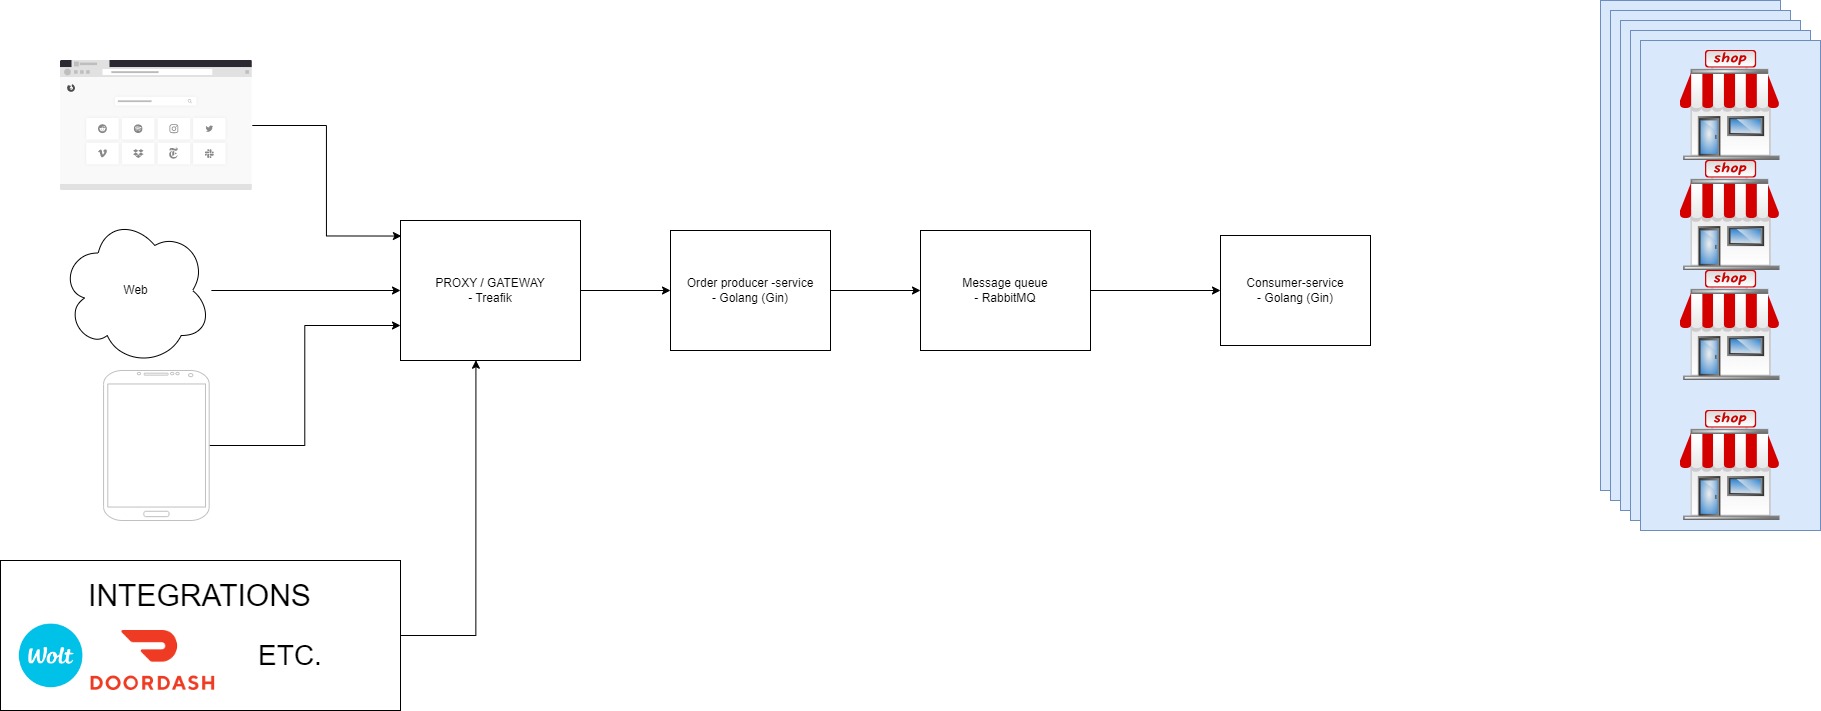 Web
PROXY / GATEWAY
- Treafik
Order producer -service
- Golang (Gin)
Message queue
- RabbitMQ
Consumer-service
- Golang (Gin)
shop
shop
shop
shop
INTEGRATIONS
Wolt
DOORDASH
ETC.